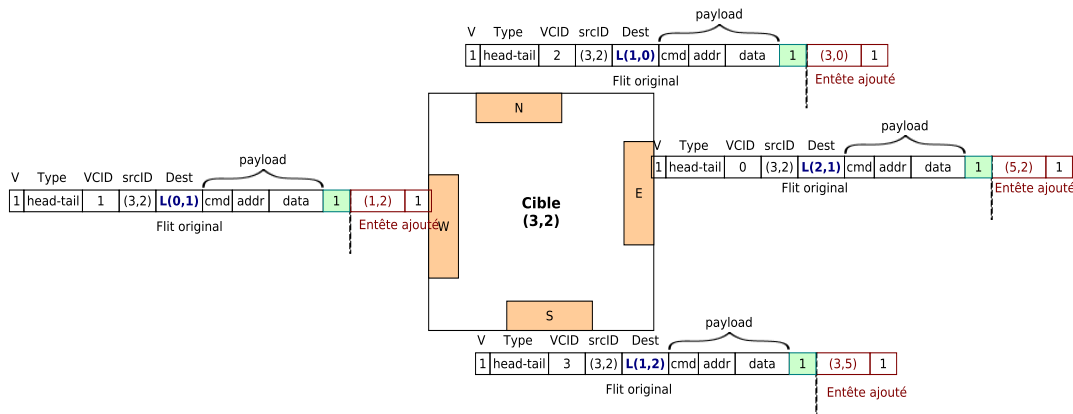 payload
V Type VCID srcID Dest
1 head-tail 2 (3,2) L(1,0) cmd addr data 1 (3,0) 1
Flit original Entête ajouté
N
payload
V Type VCID srcID Dest
1 head-tail 0 (3,2) L(2,1) cmd addr data 1 (5,2) 1
Flit original Entête ajouté
E
payload
V Type VCID srcID Dest
1 head-tail 1 (3,2) L(0,1) cmd addr data 1 (1,2) 1
Flit original Entête ajouté
W
Cible
(3,2)
S
payload
V Type VCID srcID Dest
1 head-tail 3 (3,2) L(1,2) cmd addr data 1 (3,5) 1
Flit original Entête ajouté